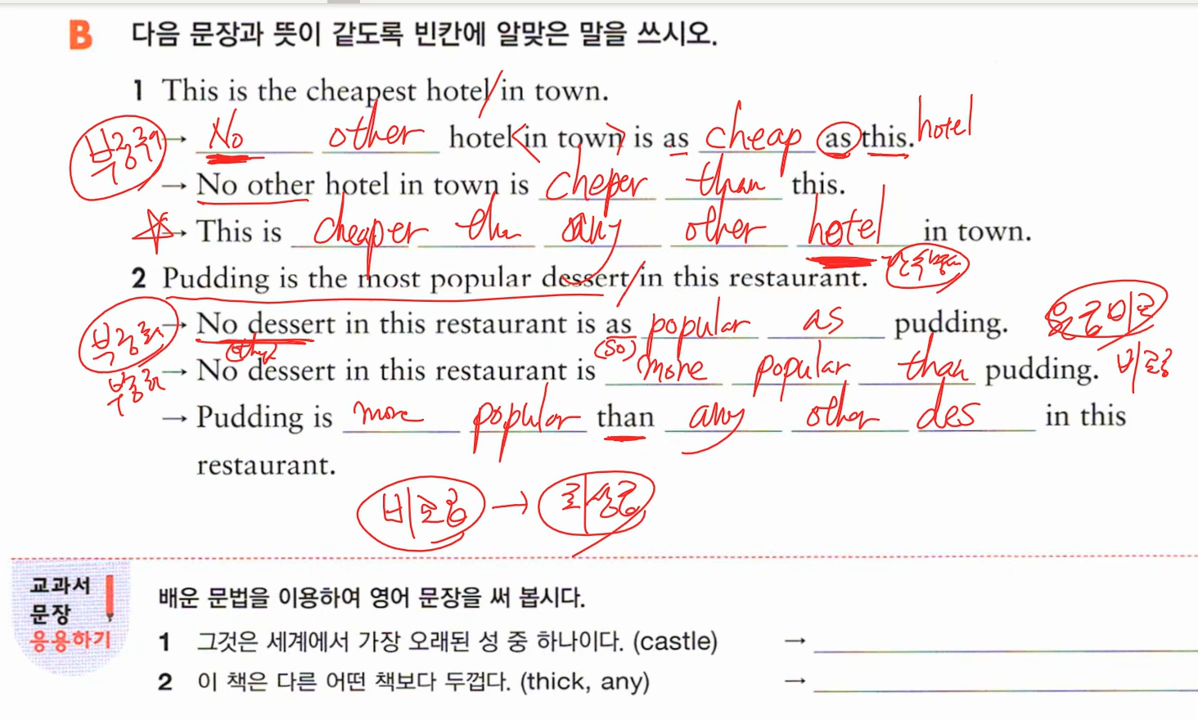 B 다음 문장과 뜻이 같도록 빈칸에 알맞은 말을 쓰시오.
1 This is the cheapest hotel/in town.
부정주어 → No other hotel <in town> is as cheap as this. hotel
→ No other hotel in town is cheper than this.
☆→ This is cheaper tha any other hotel in town.
2 Pudding is the most popular dessert/in this restaurant.
→ No dessert in this restaurant is as popular as pudding.
(other) (so)
→ No dessert in this restaurant is more popular than pudding.
→ Pudding is more popular than any other des in this
restaurant.
비교급 → 최상급
교과서
문장
응용하기
배운 문법을 이용하여 영어 문장을 써 봅시다.
1 그것은 세계에서 가장 오래된 성 중 하나이다. (castle) →
2 이 책은 다른 어떤 책보다 두껍다. (thick, any) →